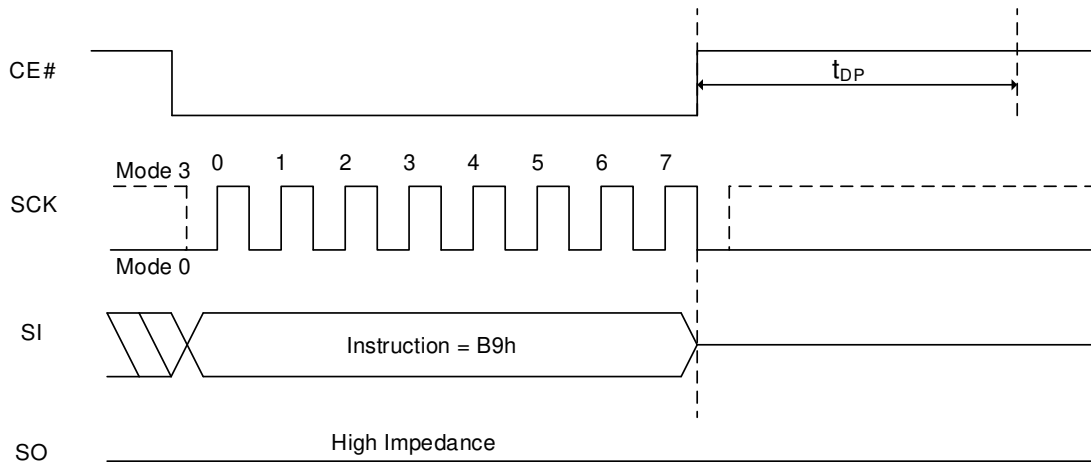 CE#
tDP
Mode 3
0 1 2 3 4 5 6 7
SCK
Mode 0
SI
Instruction = B9h
SO
High Impedance